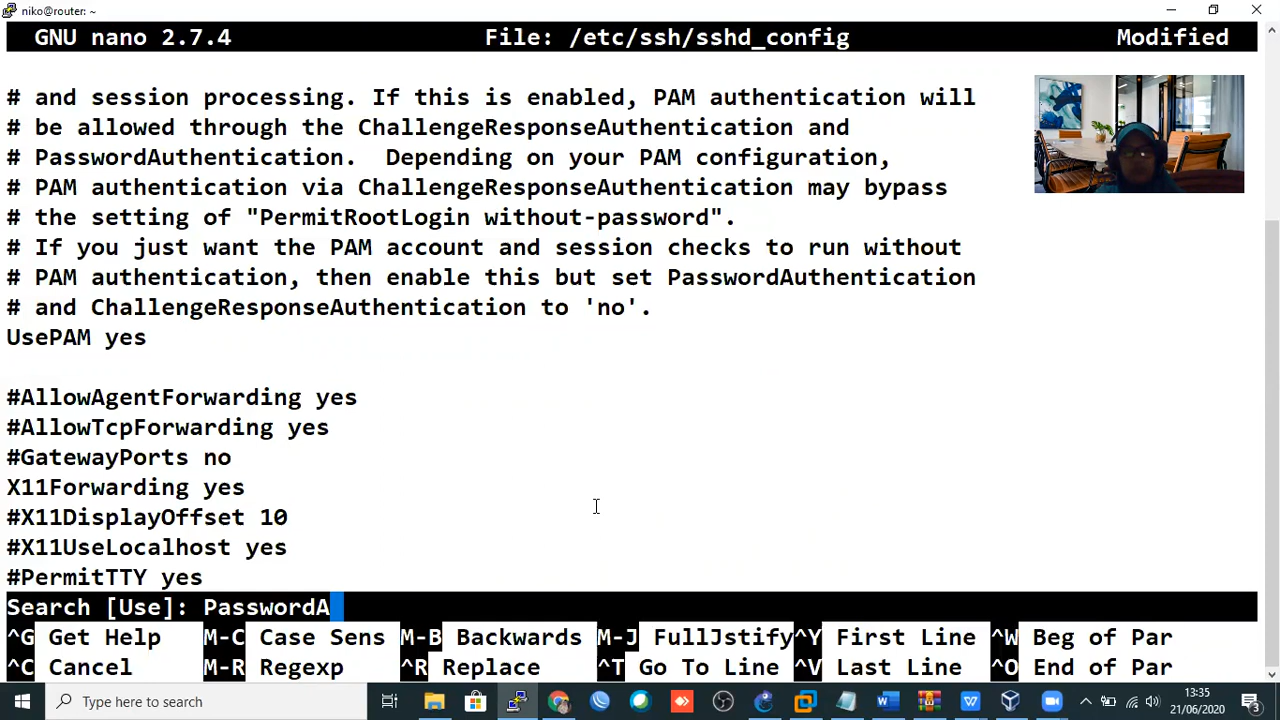 niko@router: ~
GNU nano 2.7.4 File: /etc/ssh/sshd_config Modified
# and session processing. If this is enabled, PAM authentication will
# be allowed through the ChallengeResponseAuthentication and
# PasswordAuthentication.  Depending on your PAM configuration,
# PAM authentication via ChallengeResponseAuthentication may bypass
# the setting of "PermitRootLogin without-password".
# If you just want the PAM account and session checks to run without
# PAM authentication, then enable this but set PasswordAuthentication
# and ChallengeResponseAuthentication to 'no'.
UsePAM yes
#AllowAgentForwarding yes
#AllowTcpForwarding yes
#GatewayPorts no
X11Forwarding yes
#X11DisplayOffset 10
#X11UseLocalhost yes
#PermitTTY yes
Search [Use]: PasswordA
^G Get Help M-C Case Sens M-B Backwards M-J FullJstify ^Y First Line ^W Beg of Par
^C Cancel M-R Regexp ^R Replace ^T Go To Line ^V Last Line ^O End of Par
Type here to search
13:35
21/06/2020
3